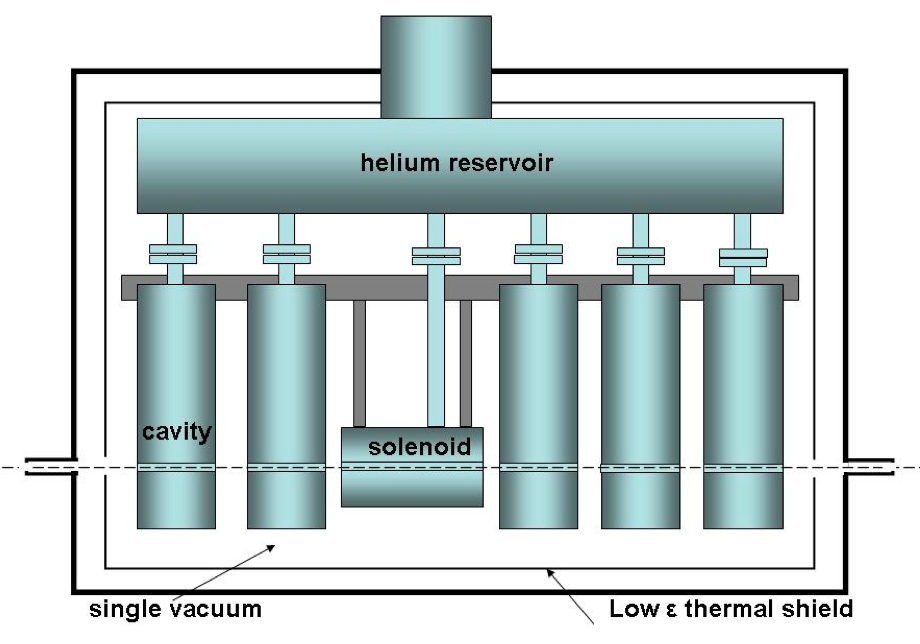 helium reservoir
cavity
solenoid
single vacuum
Low ε thermal shield